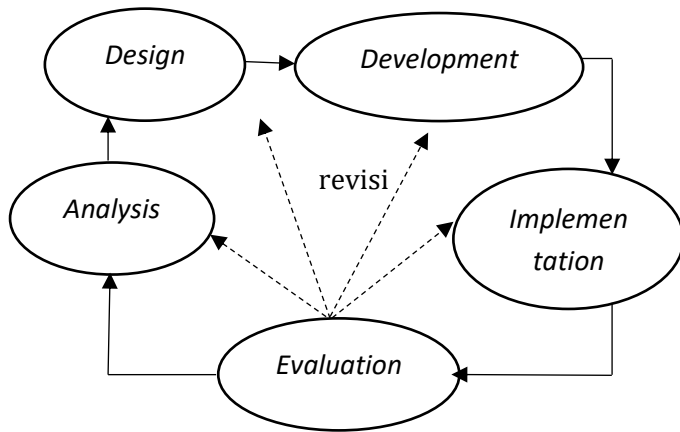 Design
Development
revisi
Analysis
Implemen
tation
Evaluation